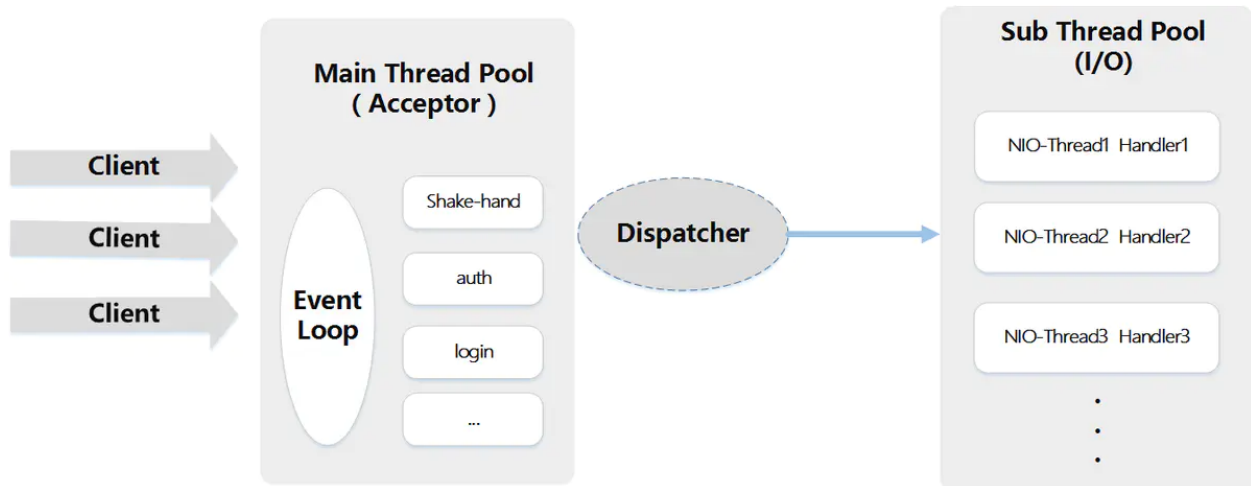 Client
Client
Client
Main Thread Pool
( Acceptor )
Event
Loop
Shake-hand
auth
login
...
Dispatcher
Sub Thread Pool
(I/O)
NIO-Thread1 Handler1
NIO-Thread2 Handler2
NIO-Thread3 Handler3
.
.
.